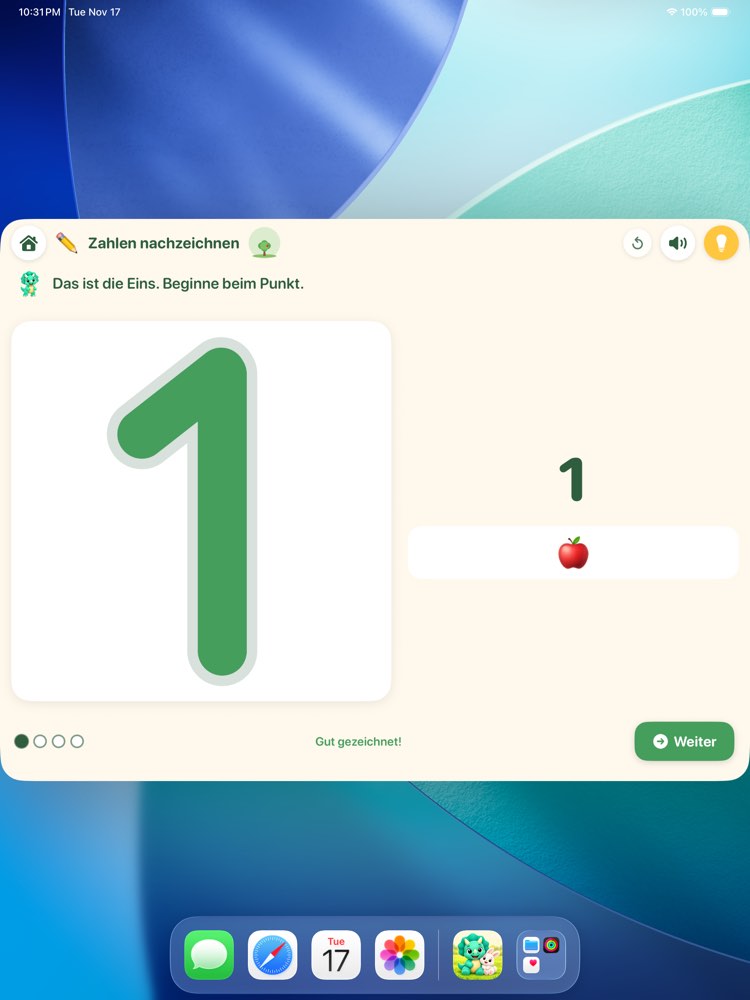 10:31 PM Tue Nov 17
100%
Zahlen nachzeichnen
Das ist die Eins. Beginne beim Punkt.
1
1
Gut gezeichnet!
Weiter
Tue
17